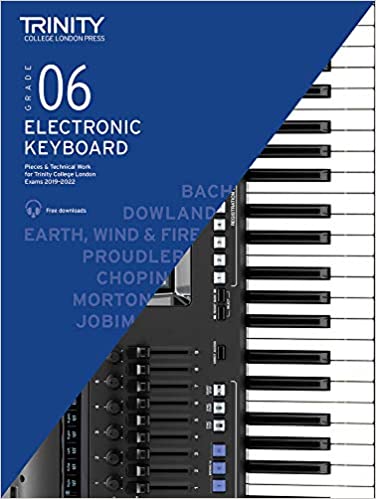 TRINITY
COLLEGE LONDON PRESS
GRADE
06
ELECTRONIC
KEYBOARD
Pieces & Technical Work
for Trinity College London
Exams 2019-2022
Free downloads
BACH
DOWLAND
EARTH, WIND & FIRE
PROUDLER
CHOPIN
MORTON
JOBIM
REGISTRATION